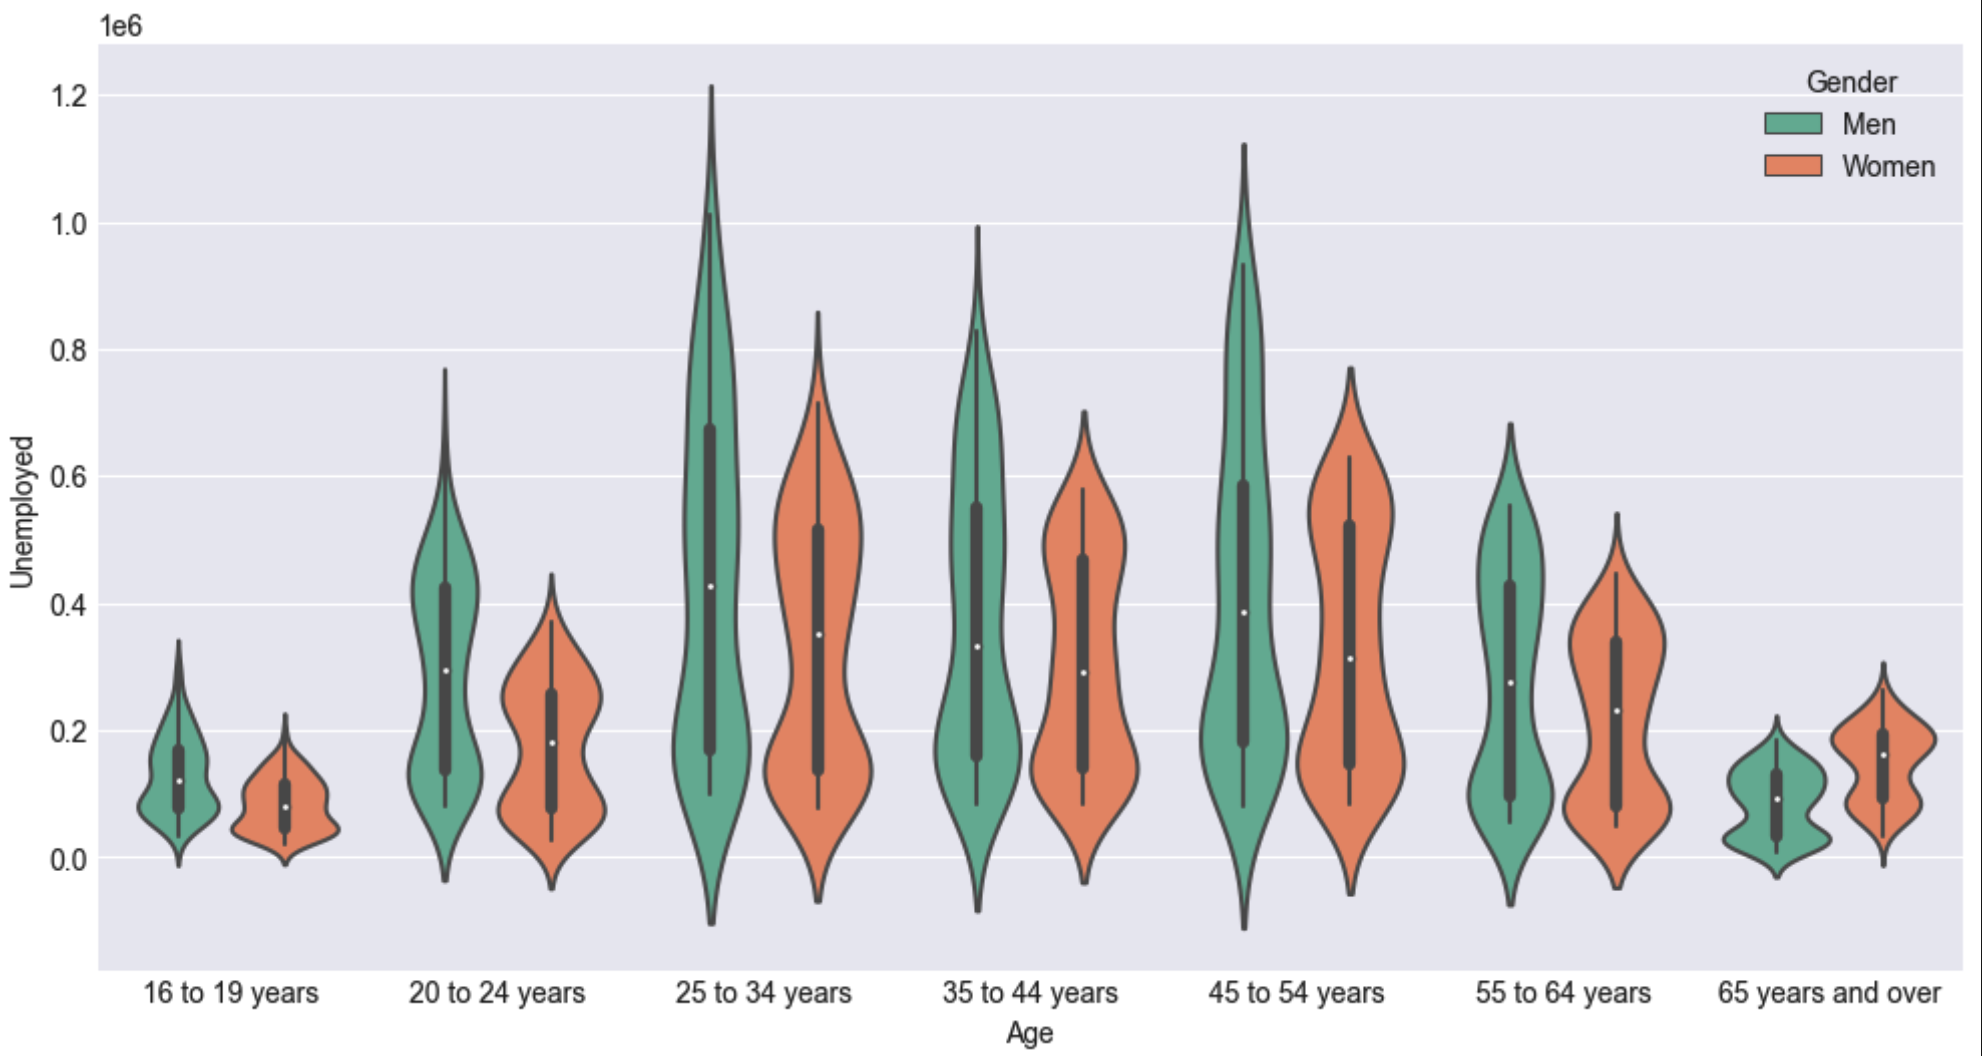 1e6
1.2
1.0
0.8
0.6
0.4
0.2
0.0
Unemployed
Gender
Men
Women
16 to 19 years
20 to 24 years
25 to 34 years
35 to 44 years
45 to 54 years
55 to 64 years
65 years and over
Age